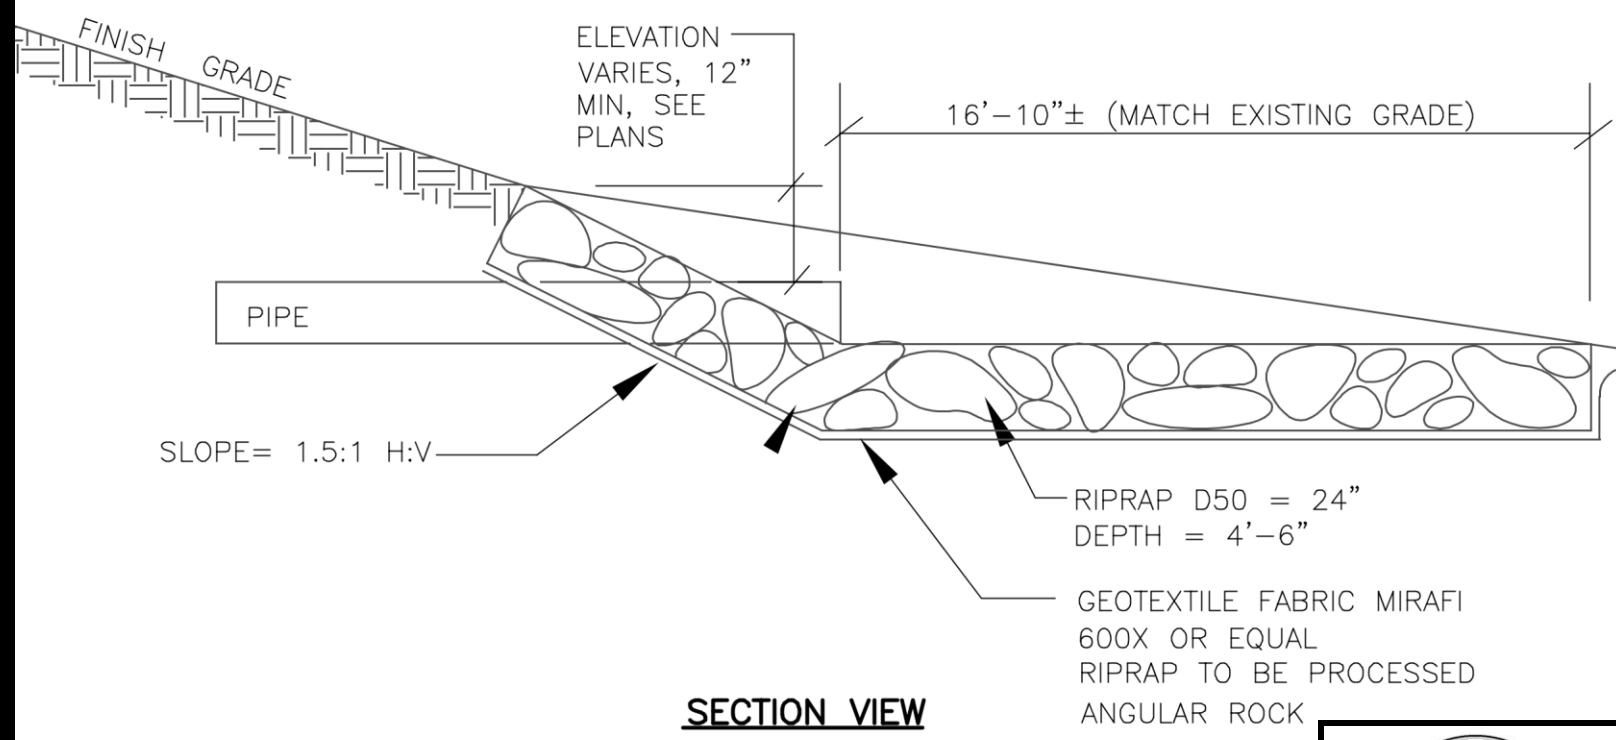 FINISH GRADE
ELEVATION
VARIES, 12”
MIN, SEE
PLANS
16’–10”± (MATCH EXISTING GRADE)
PIPE
SLOPE= 1.5:1 H:V
RIPRAP D50 = 24”
DEPTH = 4’–6”
GEOTEXTILE FABRIC MIRAFI
600X OR EQUAL
RIPRAP TO BE PROCESSED
ANGULAR ROCK
SECTION VIEW